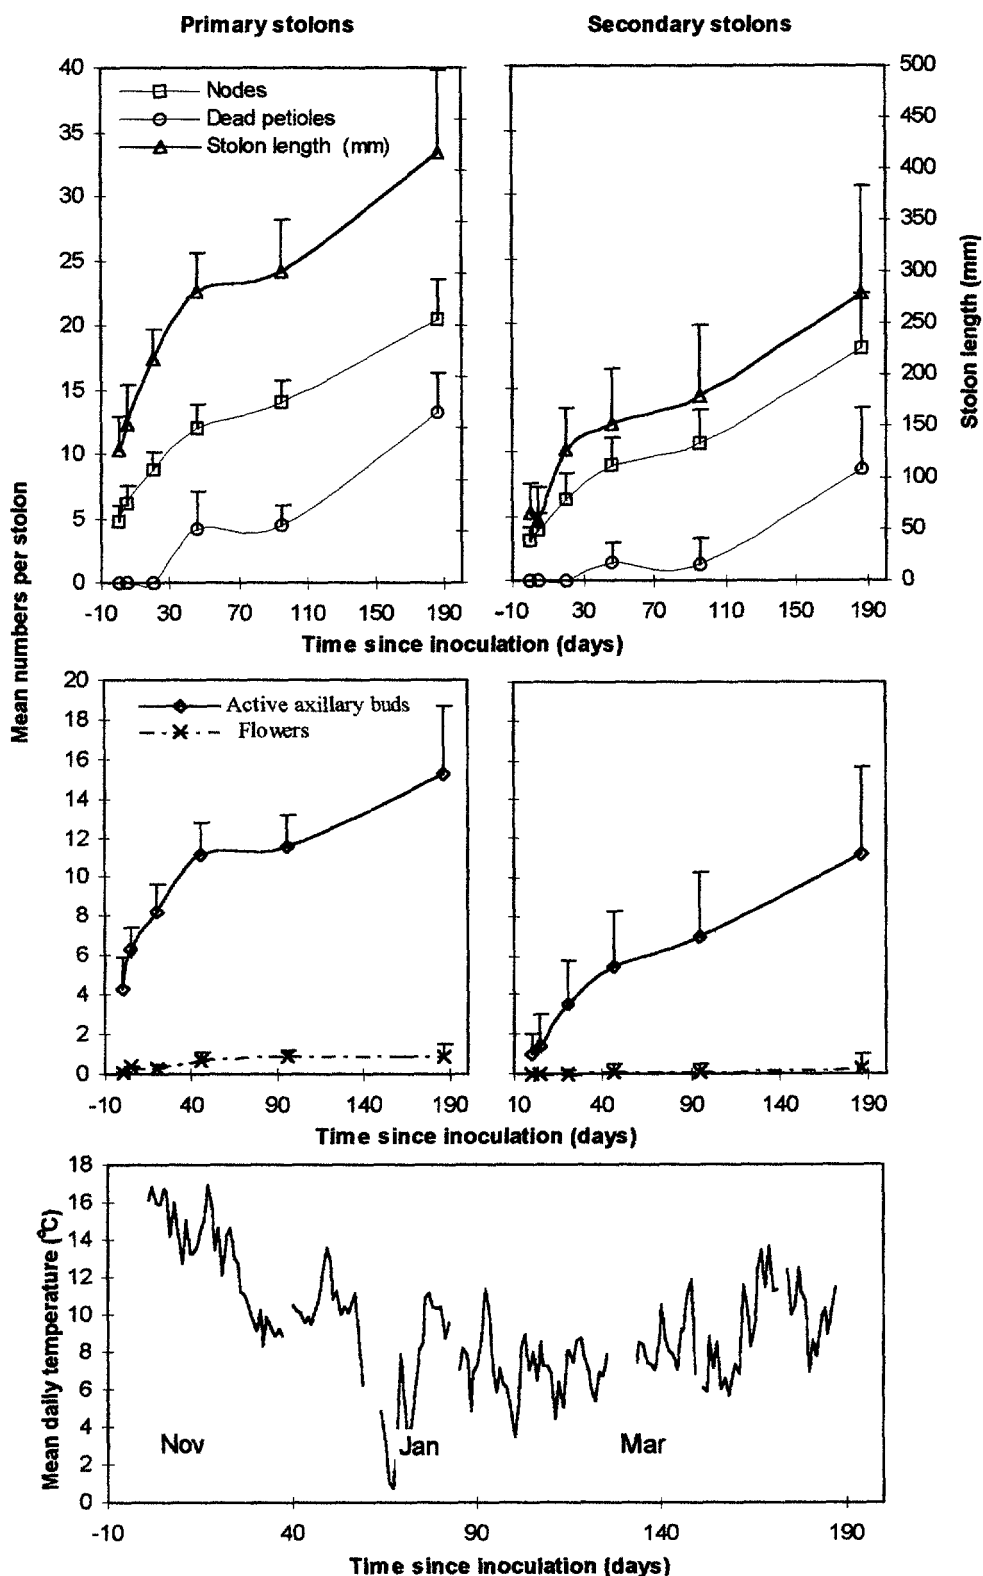 Primary stolons
Secondary stolons
40
35
30
25
20
15
10
5
0
Nodes
Dead petioles
Stolon length (mm)
500
450
400
350
300
250
200
150
100
50
0
Stolon length (mm)
Mean numbers per stolon
-10 30 70 110 150 190
-10 30 70 110 150 190
Time since inoculation (days)
20
18
16
14
12
10
8
6
4
2
0
Active axillary buds
Flowers
-10 40 90 140 190
10 40 90 140 190
Time since inoculation (days)
18
16
14
12
10
8
6
4
2
0
Mean daily temperature (°C)
Nov
Jan
Mar
-10 40 90 140 190
Time since inoculation (days)